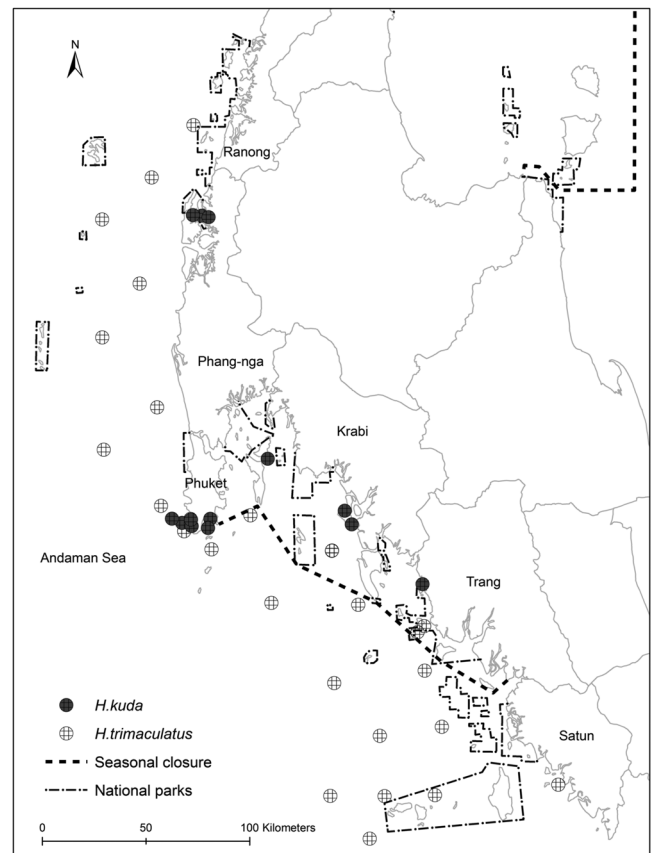 N
Ranong
Phang-nga
Krabi
Phuket
Andaman Sea
Trang
H.kuda
H.trimaculatus
Satun
Seasonal closure
National parks
0 50 100 Kilometers